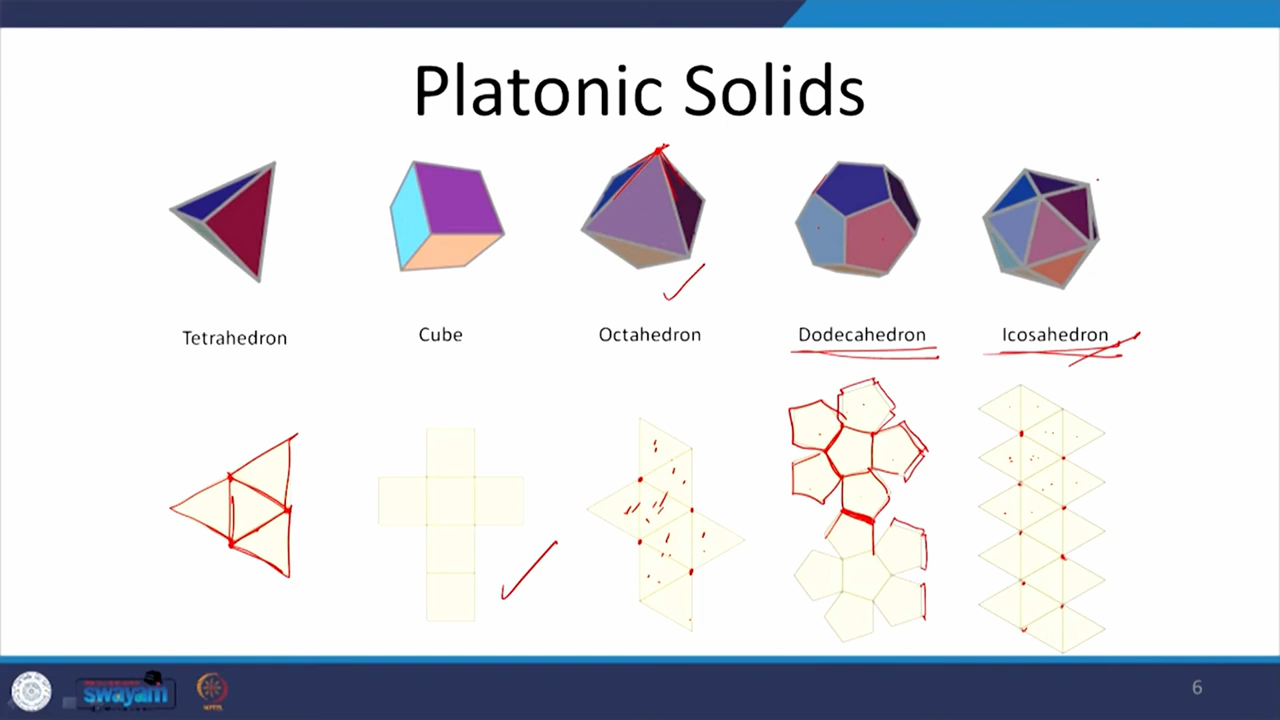 Platonic Solids
Tetrahedron
Cube
Octahedron
Dodecahedron
Icosahedron
swayam
6